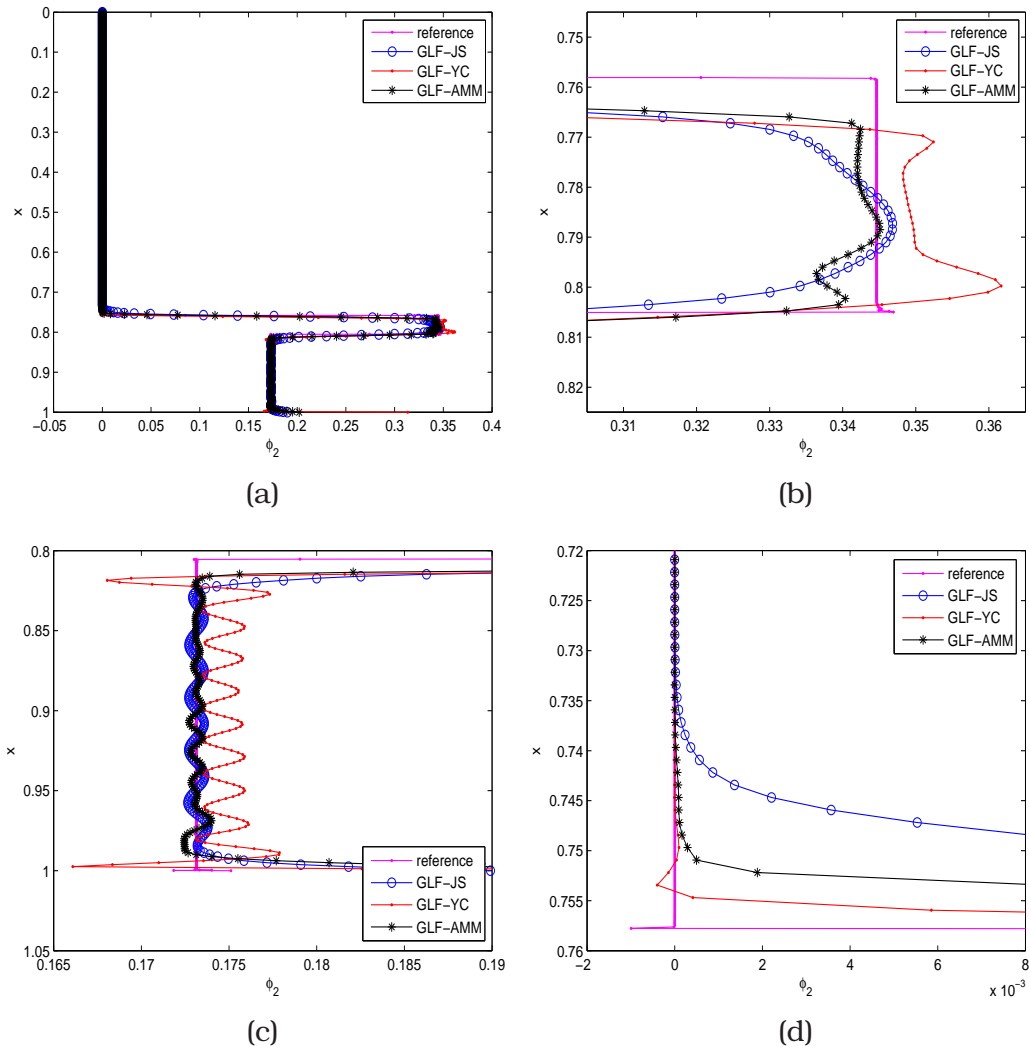 0
0.1
0.2
0.3
0.4
0.5
0.6
0.7
0.8
0.9
1
x
−0.05 0 0.05 0.1 0.15 0.2 0.25 0.3 0.35 0.4
ϕ2
reference
GLF−JS
GLF−YC
GLF−AMM
(a)
0.75
0.76
0.77
0.78
0.79
0.8
0.81
0.82
x
0.31 0.32 0.33 0.34 0.35 0.36
ϕ2
reference
GLF−JS
GLF−YC
GLF−AMM
(b)
0.8
0.85
0.9
0.95
1
1.05
x
0.165 0.17 0.175 0.18 0.185 0.19
ϕ2
reference
GLF−JS
GLF−YC
GLF−AMM
(c)
0.72
0.725
0.73
0.735
0.74
0.745
0.75
0.755
0.76
x
−2 0 2 4 6 8
ϕ2
x 10−3
reference
GLF−JS
GLF−YC
GLF−AMM
(d)